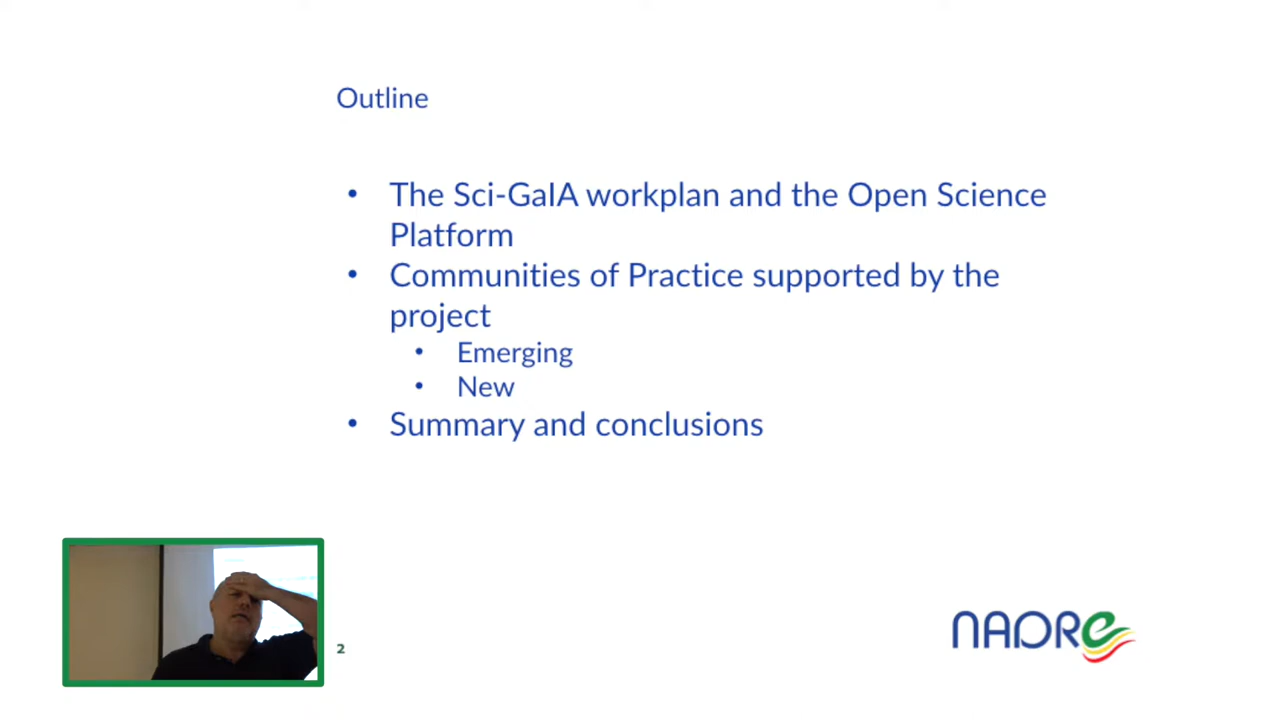 Outline
• The Sci-GaIA workplan and the Open Science
Platform
• Communities of Practice supported by the
project
• Emerging
• New
• Summary and conclusions
2
NADRe